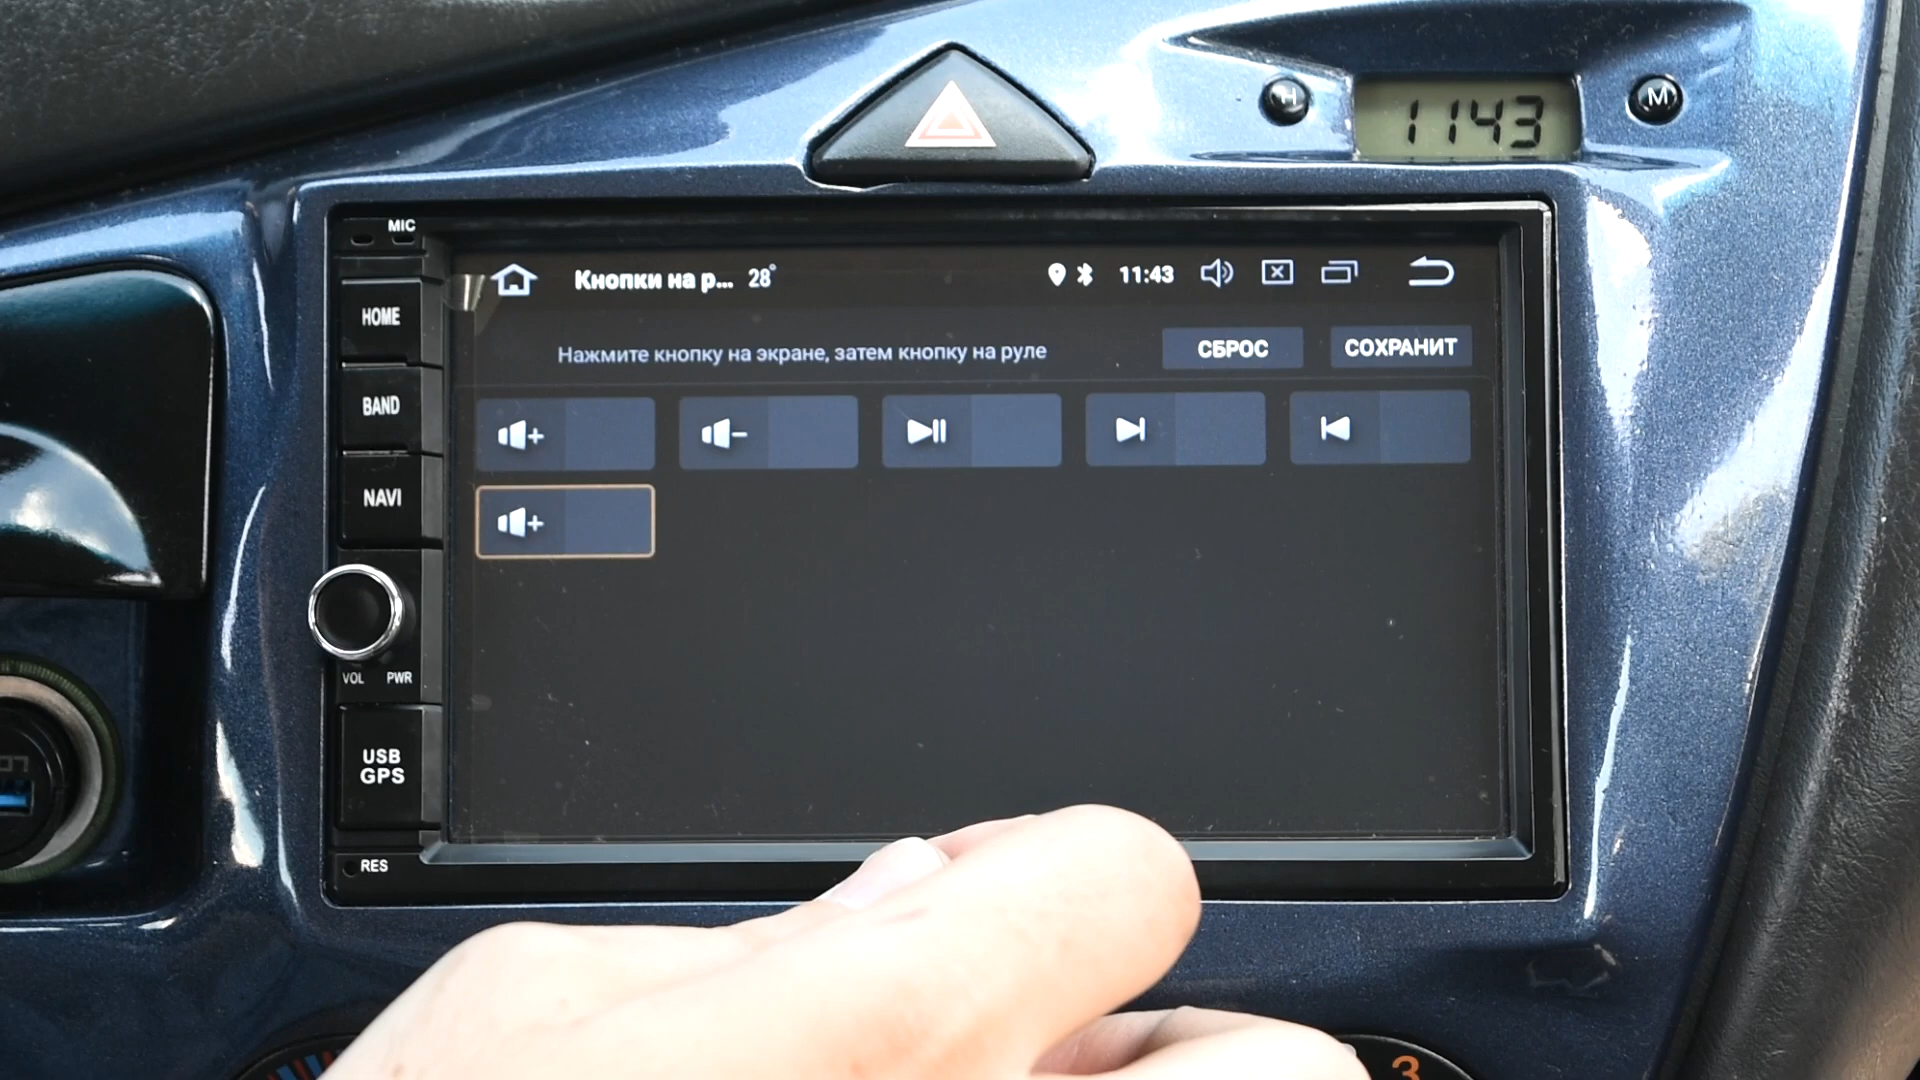 H
1143
M
MIC
Кнопки на р... 28°
11:43
HOME
Нажмите кнопку на экране, затем кнопку на руле
СБРОС
СОХРАНИТ
BAND
NAVI
VOL PWR
USB
GPS
RES
3